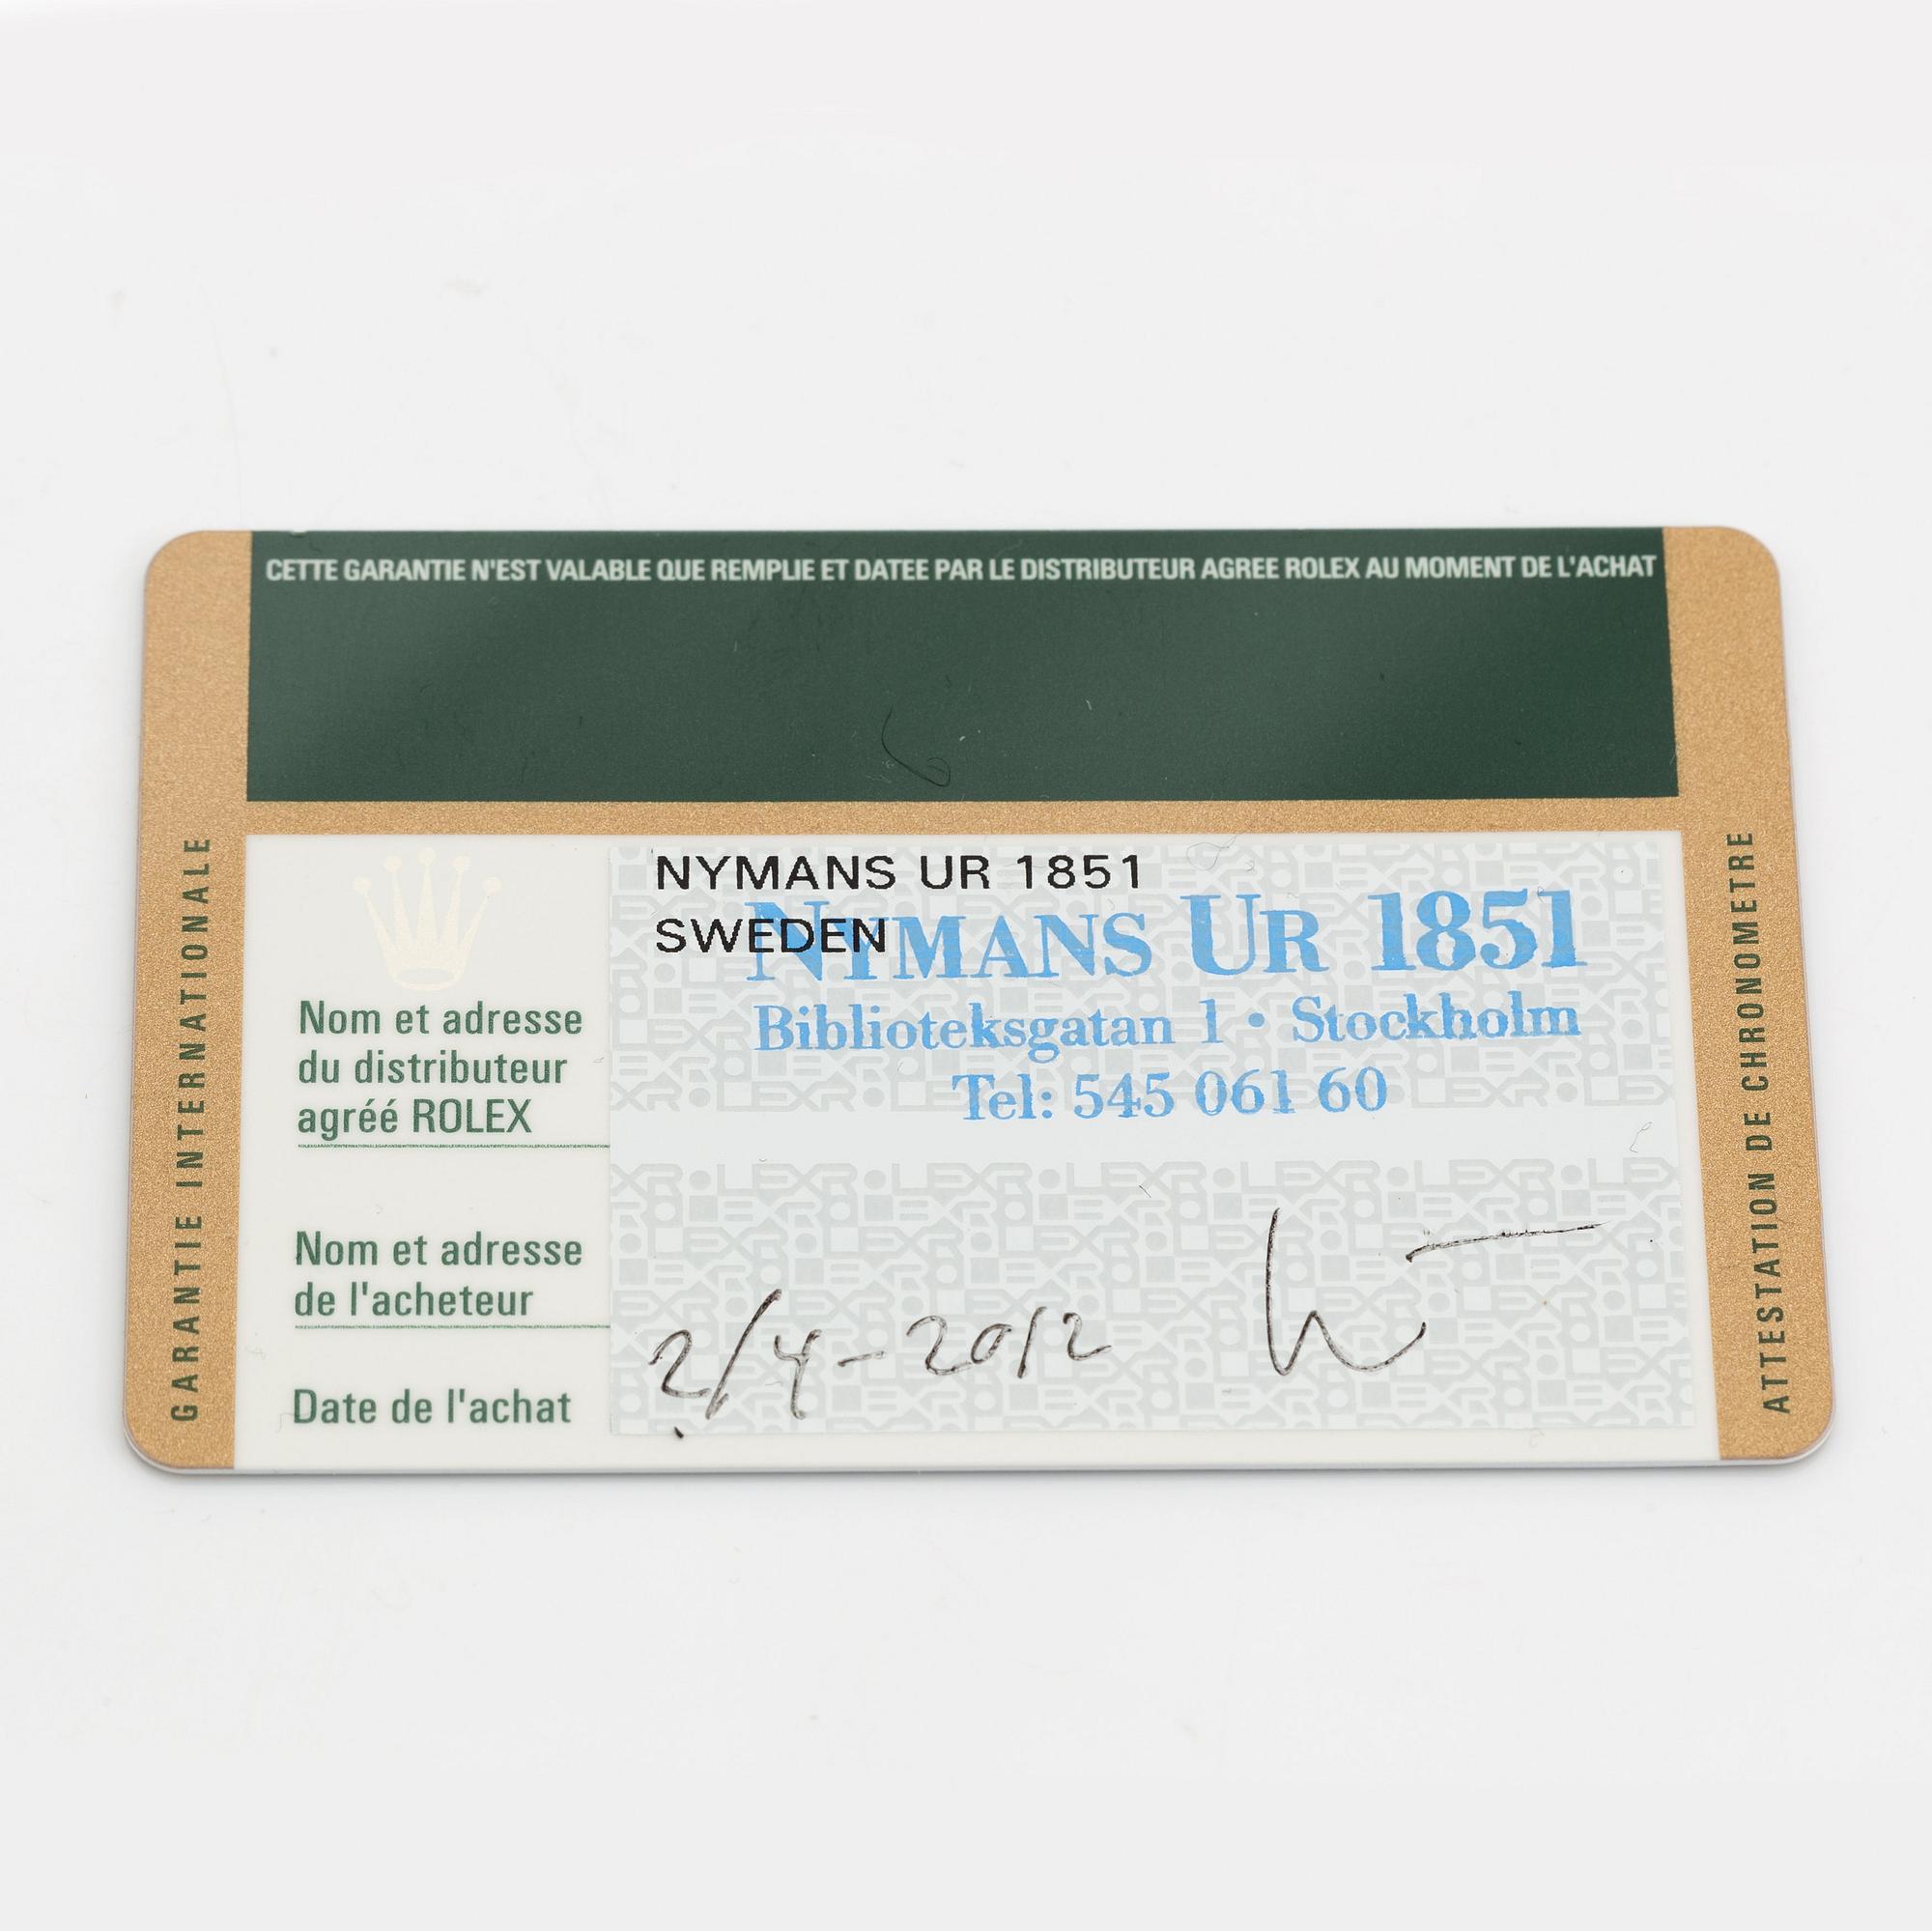 CETTE GARANTIE N'EST VALABLE QUE REMPLIE ET DATEE PAR LE DISTRIBUTEUR AGREE ROLEX AU MOMENT DE L'ACHAT
GARANTIE INTERNATIONALE
NYMANS UR 1851
SWEDEN
NYMANS UR 1851
Biblioteksgatan 1 • Stockholm
Tel: 545 061 60
Nom et adresse
du distributeur
agréé ROLEX
Nom et adresse
de l'acheteur
Date de l'achat
2/4-2012
ATTESTATION DE CHRONOMETRE